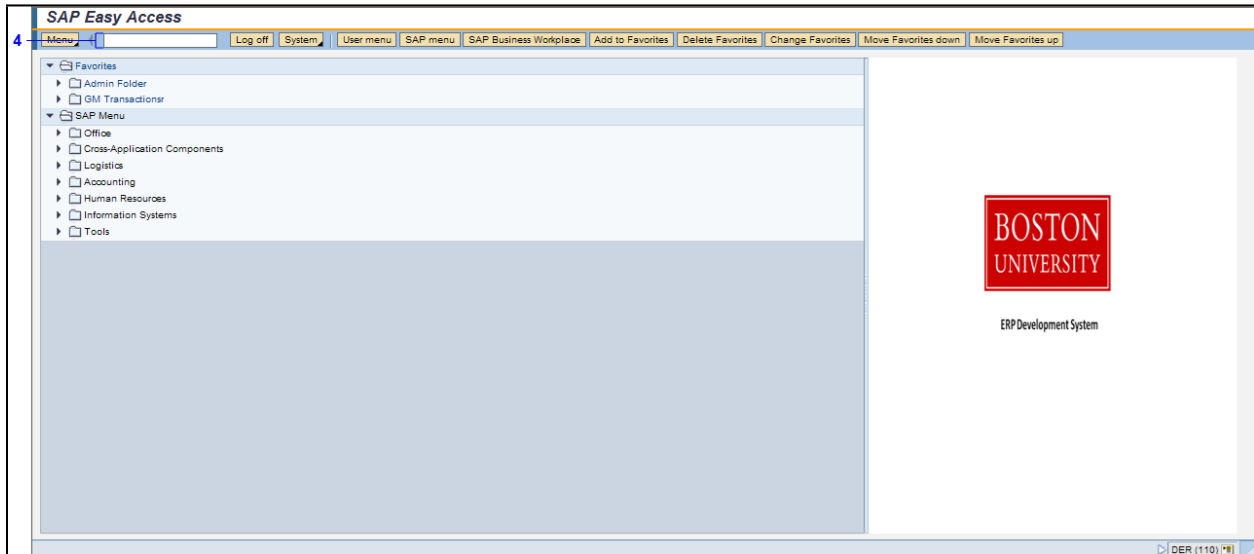 SAP Easy Access
4 Menu Log off System User menu SAP menu SAP Business Workplace Add to Favorites Delete Favorites Change Favorites Move Favorites down Move Favorites up
Favorites
Admin Folder
GM Transactionsr
SAP Menu
Office
Cross-Application Components
Logistics
Accounting
Human Resources
Information Systems
Tools
BOSTON
UNIVERSITY
ERP Development System
DER (110)